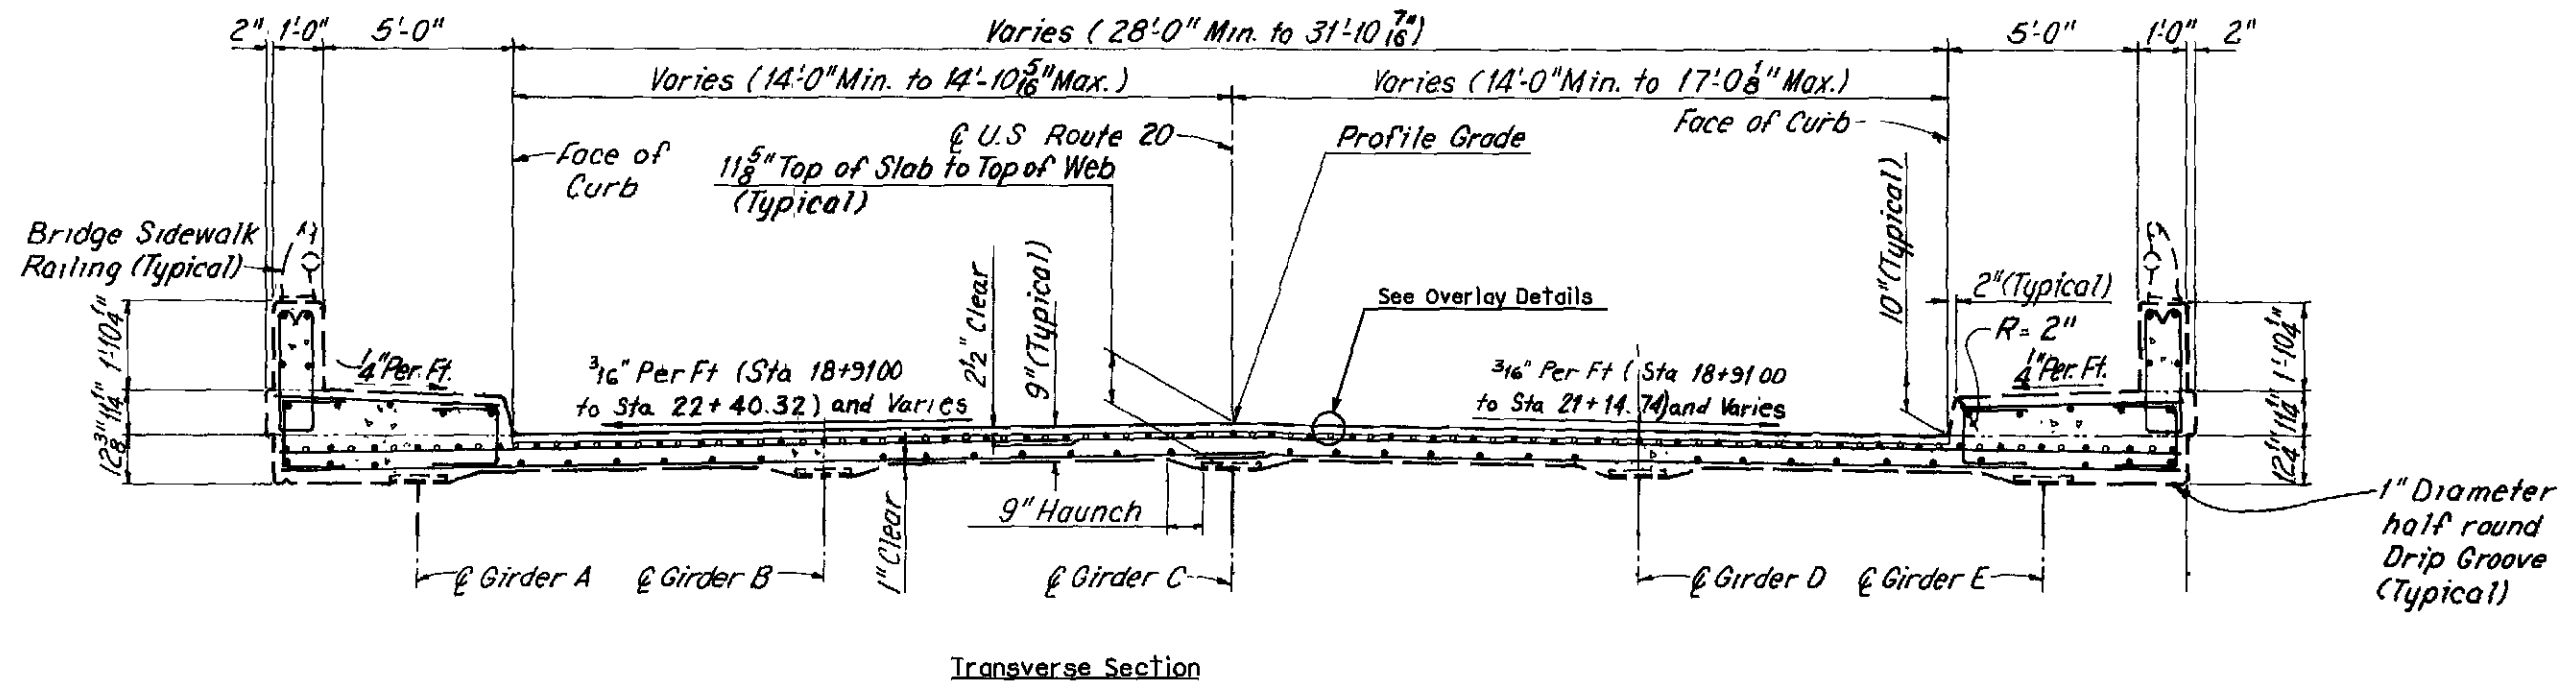 2" 1'-0" 5'-0" Varies (28'-0" Min. to 31'-10 7/16") 5'-0" 1'-0" 2"
Varies (14'-0" Min. to 14'-10 5/16" Max.) Varies (14'-0" Min. to 17'-0 1/8" Max.)
Face of Curb
℄ U.S Route 20
Profile Grade
Face of
Curb
11 5/8" Top of Slab to Top of Web
(Typical)
Bridge Sidewalk
Railing (Typical)
10" (Typical)
2" (Typical)
R = 2"
See Overlay Details
2 1/2" Clear
9" (Typical)
1'-10 1/4"
11 1/4"
12 3/8"
1/4" Per. Ft.
3/16" Per Ft (Sta 18+9100
to Sta 22+40.32) and Varies
3/16" Per Ft (Sta 18+9100
to Sta 21+14.74) and Varies
1/4" Per. Ft.
1'-10 1/4"
11 1/4"
12 1/4"
9" Haunch
1" Clear
1" Diameter
half round
Drip Groove
(Typical)
℄ Girder A ℄ Girder B ℄ Girder C ℄ Girder D ℄ Girder E
Transverse Section